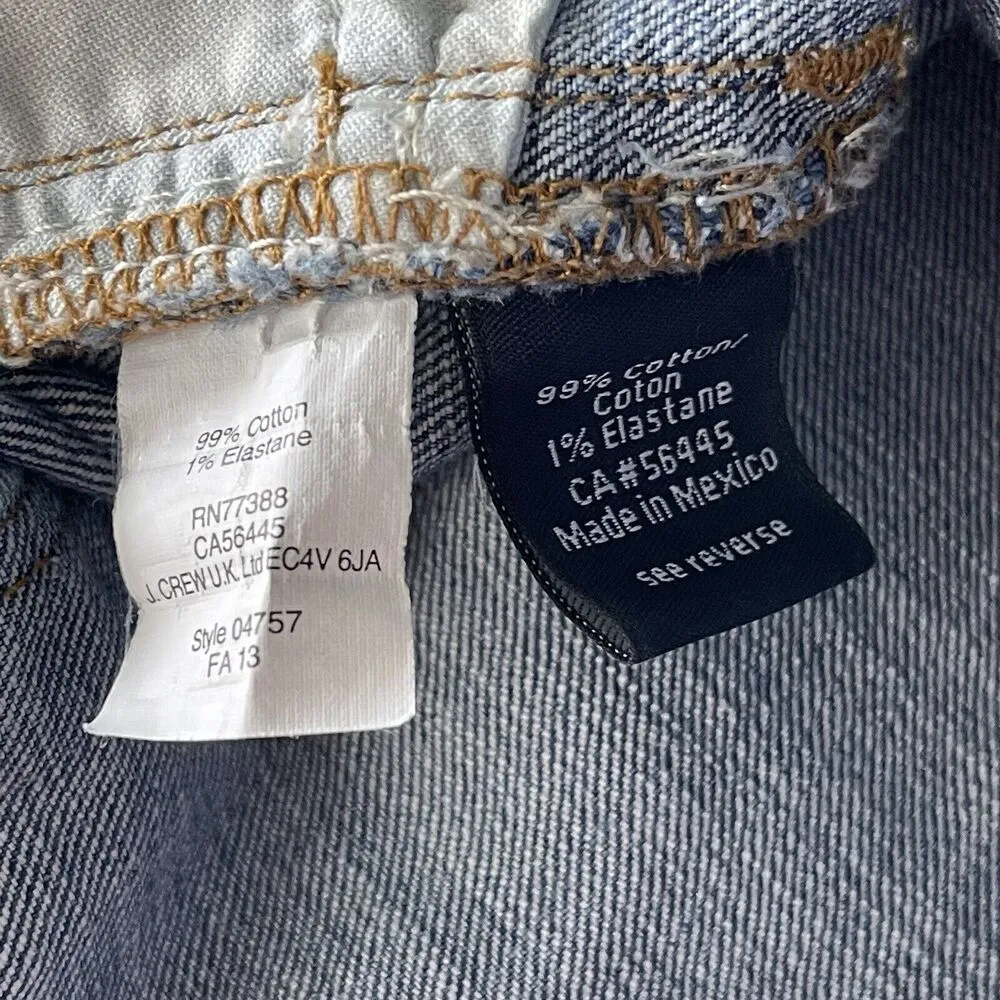 99% Cotton
1% Elastane
RN77388
CA56445
J. CREW U.K. Ltd EC4V 6JA
Style 04757
FA 13
99% Cotton/
Coton
1% Elastane
CA#56445
Made in Mexico
see reverse